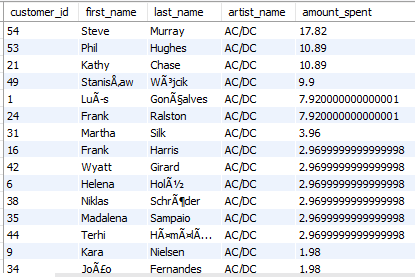 customer_id first_name last_name artist_name amount_spent
54 Steve Murray AC/DC 17.82
53 Phil Hughes AC/DC 10.89
21 Kathy Chase AC/DC 10.89
49 StanisÅ‚aw WÃ³jcik AC/DC 9.9
1 LuÃ-s GonÃ§alves AC/DC 7.920000000000001
24 Frank Ralston AC/DC 7.920000000000001
31 Martha Silk AC/DC 3.96
16 Frank Harris AC/DC 2.9699999999999998
42 Wyatt Girard AC/DC 2.9699999999999998
6 Helena HolÃ½ AC/DC 2.9699999999999998
38 Niklas SchrÃ¶der AC/DC 2.9699999999999998
35 Madalena Sampaio AC/DC 2.9699999999999998
44 Terhi HÃ¤mÃ¤lÃ... AC/DC 2.9699999999999998
9 Kara Nielsen AC/DC 1.98
34 JoÃ£o Fernandes AC/DC 1.98